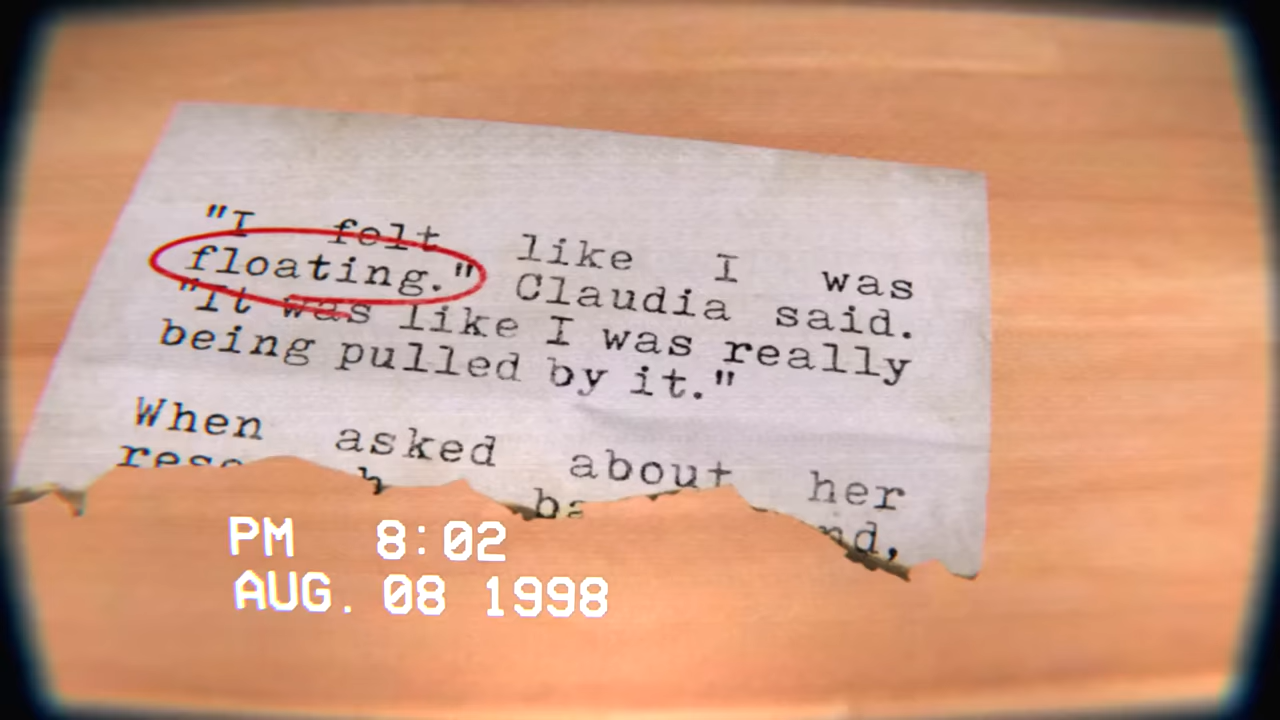 "I felt like I was
floating." Claudia said.
"It was like I was really
being pulled by it."
When asked about her
PM 8:02
AUG. 08 1998